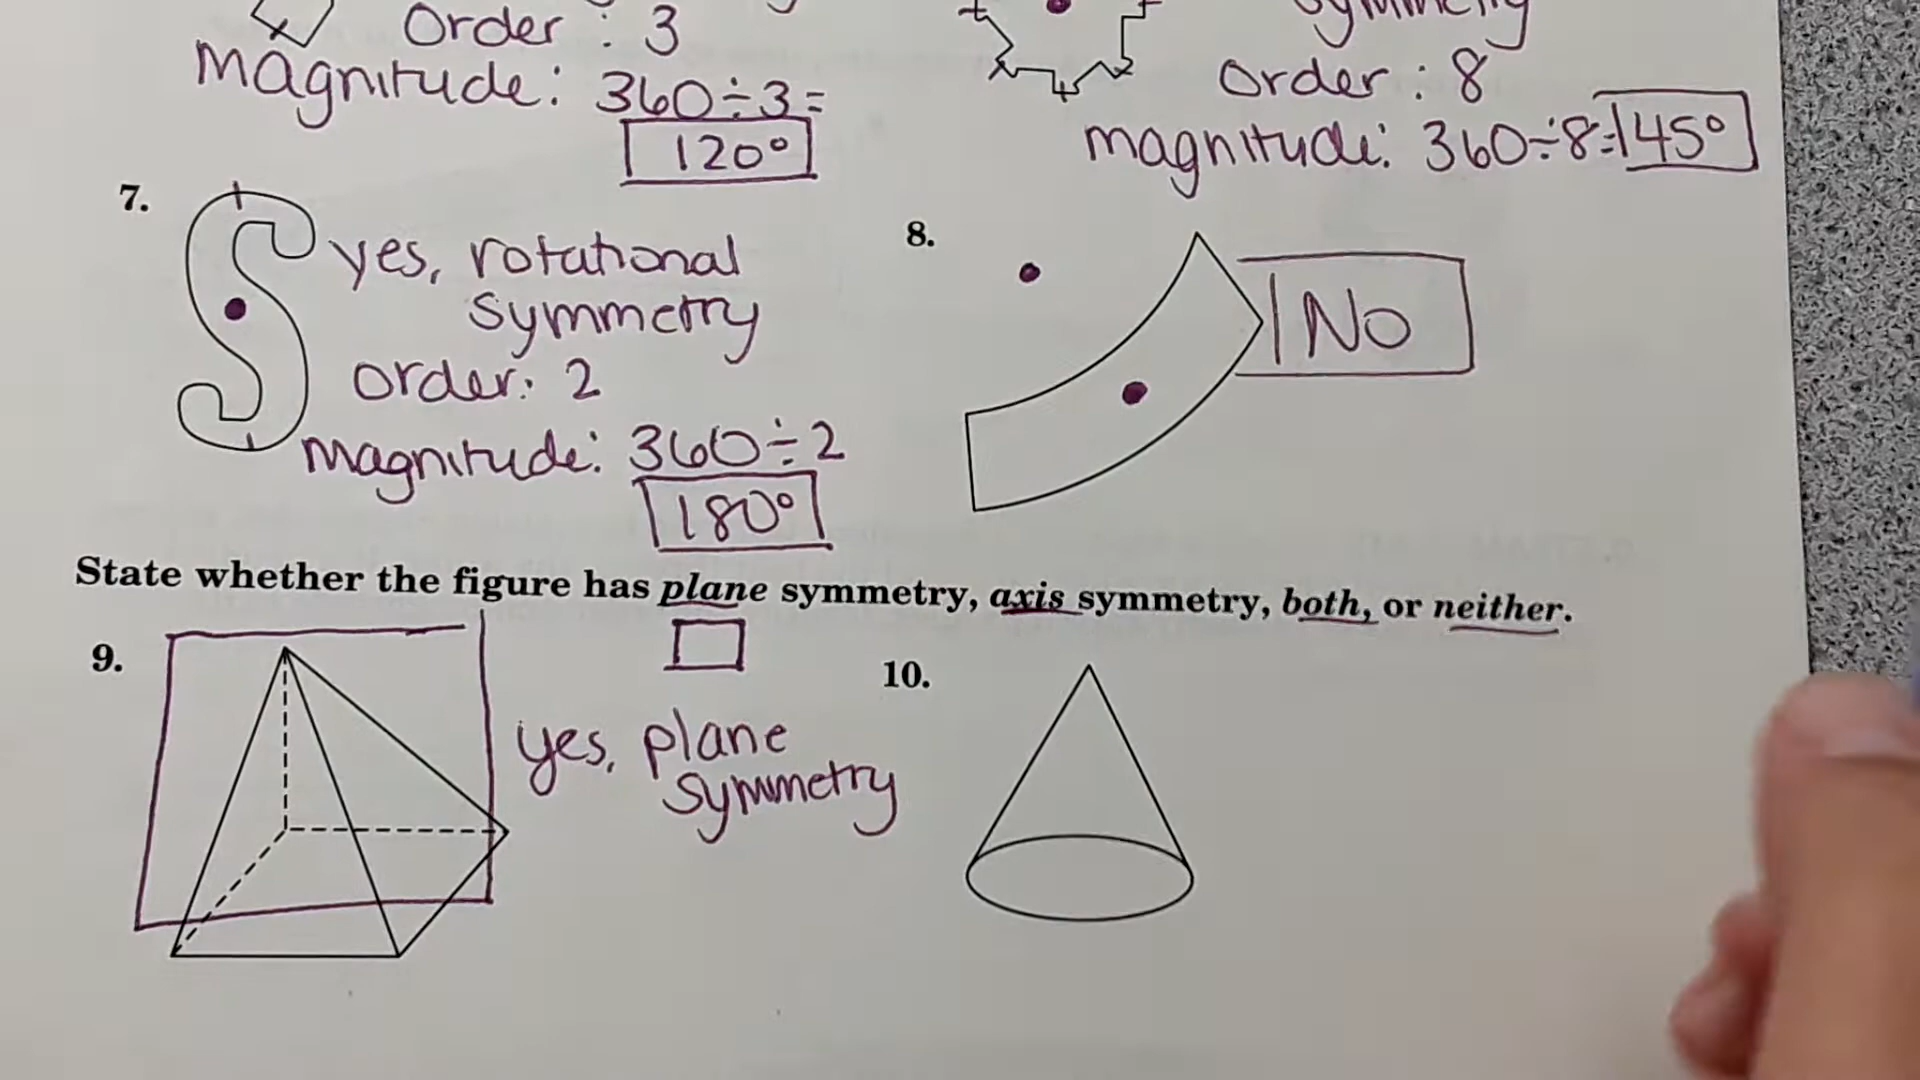 Order : 3
magnitude: 360÷3=
120°
symmetry
order : 8
magnitude: 360÷8=45°
7.
yes, rotational
symmetry
order: 2
magnitude: 360÷2
180°
8.
No
State whether the figure has plane symmetry, axis symmetry, both, or neither.
9.
yes, plane
symmetry
10.